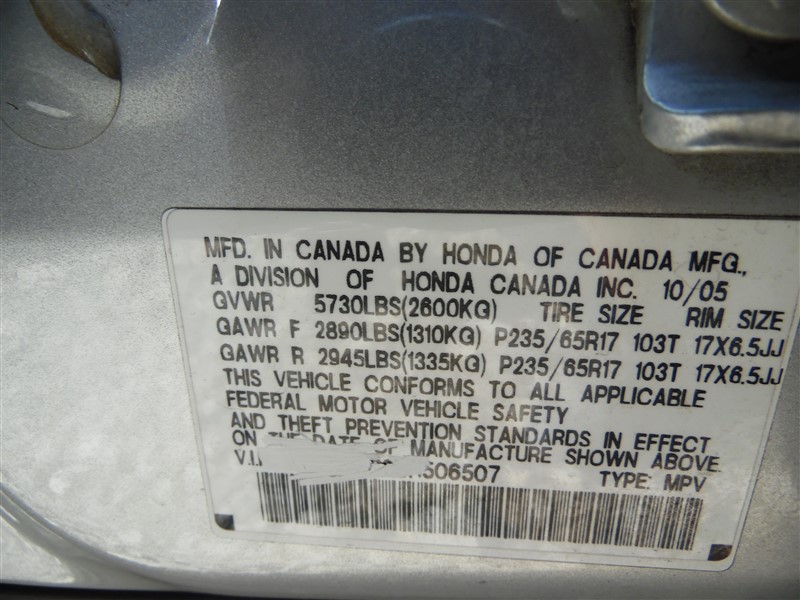 MFD. IN CANADA BY HONDA OF CANADA MFG.,
A DIVISION OF HONDA CANADA INC. 10/05
GVWR 5730LBS(2600KG) TIRE SIZE RIM SIZE
GAWR F 2890LBS(1310KG) P235/65R17 103T 17X6.5JJ
GAWR R 2945LBS(1335KG) P235/65R17 103T 17X6.5JJ
THIS VEHICLE CONFORMS TO ALL APPLICABLE
FEDERAL MOTOR VEHICLE SAFETY
AND THEFT PREVENTION STANDARDS IN EFFECT
ON THE DATE OF MANUFACTURE SHOWN ABOVE.
V.I. 506507 TYPE: MPV